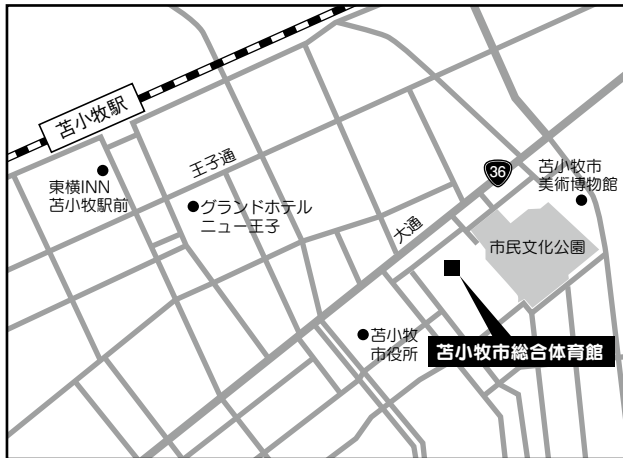 苫小牧駅
東横INN
苫小牧駅前
王子通
グランドホテル
ニュー王子
36
大通
苫小牧市
美術博物館
市民文化公園
苫小牧
市役所
苫小牧市総合体育館